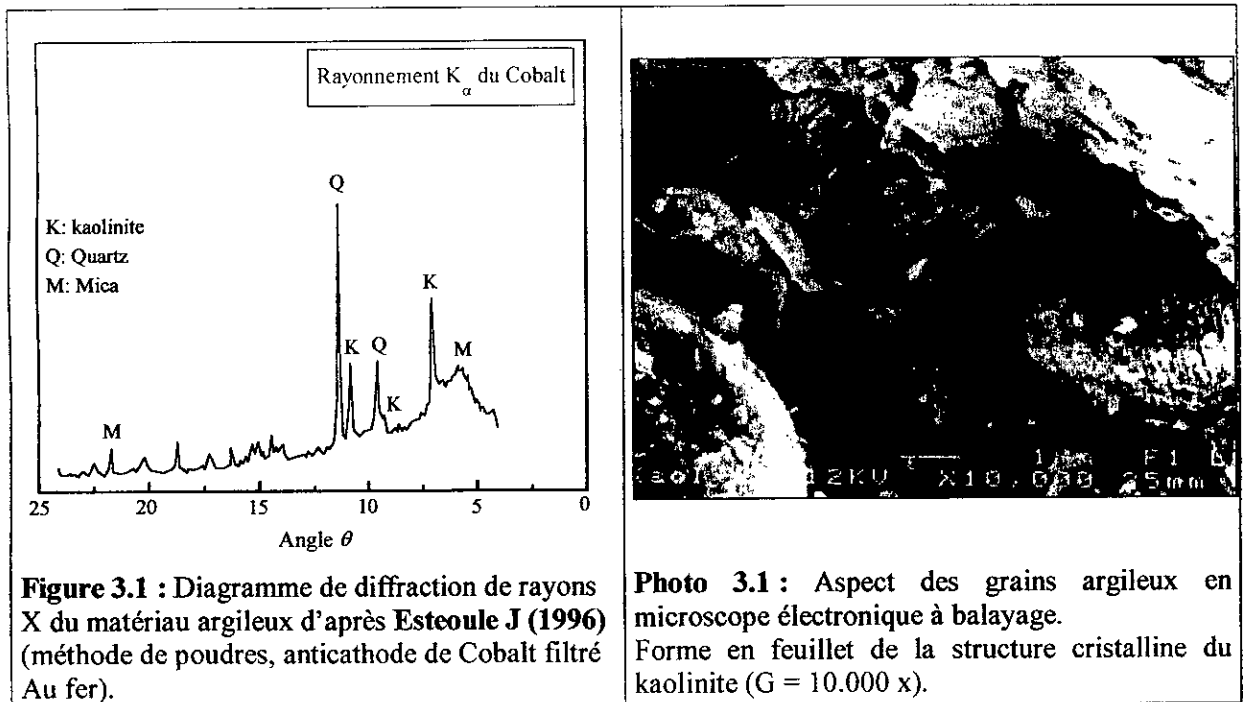 Rayonnement K
α
du Cobalt
K: kaolinite
Q: Quartz
M: Mica
Q
K
Q
K
K
M
M
25 20 15 10 5 0
Angle θ
Figure 3.1 : Diagramme de diffraction de rayons
X du matériau argileux d'après Esteoule J (1996)
(méthode de poudres, anticathode de Cobalt filtré
Au fer).
12KV X10,000 1μm F1
25mm
Photo 3.1 : Aspect des grains argileux en
microscope électronique à balayage.
Forme en feuillet de la structure cristalline du
kaolinite (G = 10.000 x).